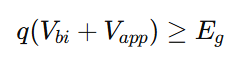 q(V_{bi} + V_{app}) ≥ E_g